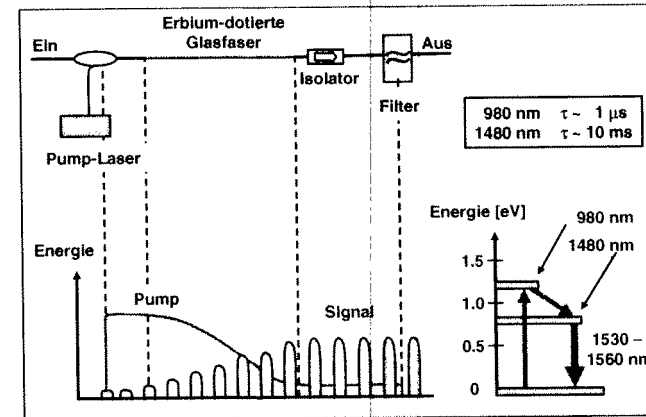 Erbium-dotierte
Glasfaser
Ein
Aus
Isolator
Filter
Pump-Laser
980 nm τ ~ 1 µs
1480 nm τ ~ 10 ms
Energie
Pump
Signal
Energie [eV]
980 nm
1480 nm
1.5
1.0
0.5
0
1530 –
1560 nm